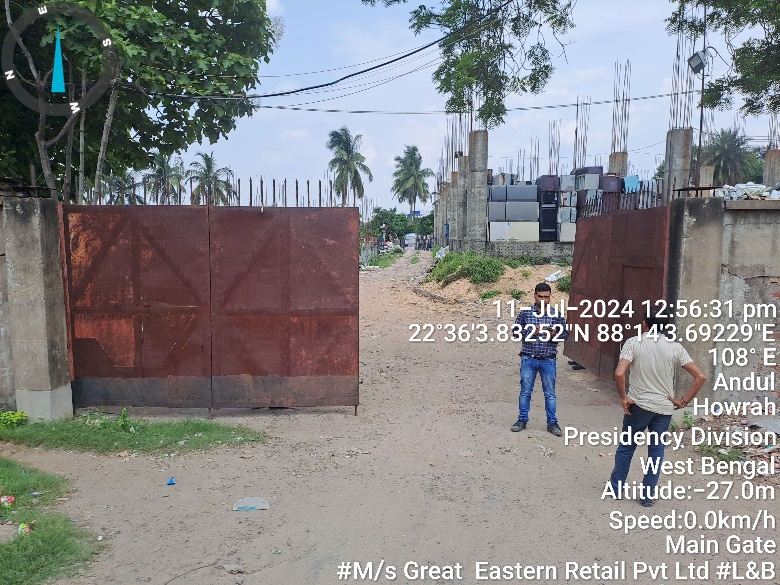 N E S W
11-Jul-2024 12:56:31 pm
22°36'3.83252"N 88°14'3.69229"E
108° E
Andul
Howrah
Presidency Division
West Bengal
Altitude:-27.0m
Speed:0.0km/h
Main Gate
#M/s Great Eastern Retail Pvt Ltd #L&B